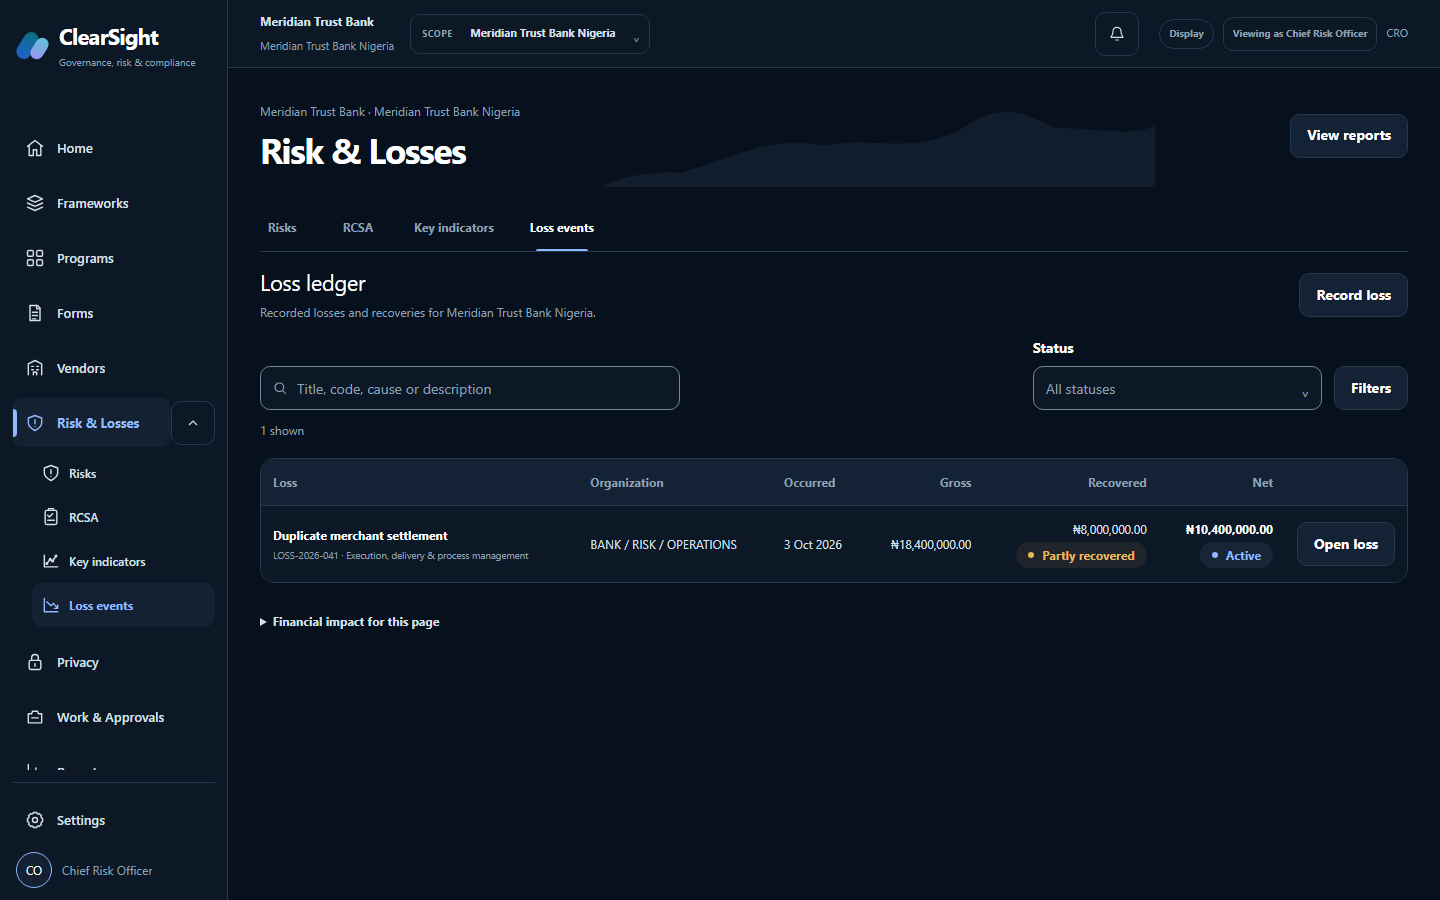 ClearSight
Governance, risk & compliance
Meridian Trust Bank
Meridian Trust Bank Nigeria
SCOPE Meridian Trust Bank Nigeria
Display
Viewing as Chief Risk Officer
CRO
Home
Frameworks
Programs
Forms
Vendors
Risk & Losses
Risks
RCSA
Key indicators
Loss events
Privacy
Work & Approvals
Settings
CO Chief Risk Officer
Meridian Trust Bank · Meridian Trust Bank Nigeria
Risk & Losses
View reports
Risks RCSA Key indicators Loss events
Loss ledger
Recorded losses and recoveries for Meridian Trust Bank Nigeria.
Record loss
Status
Title, code, cause or description
All statuses
Filters
1 shown
Loss Organization Occurred Gross Recovered Net
Duplicate merchant settlement
LOSS-2026-041 · Execution, delivery & process management
BANK / RISK / OPERATIONS
3 Oct 2026
₦18,400,000.00
₦8,000,000.00
Partly recovered
₦10,400,000.00
Active
Open loss
Financial impact for this page